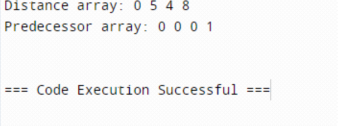 Distance array: 0 5 4 8
Predecessor array: 0 0 0 1
=== Code Execution Successful ===